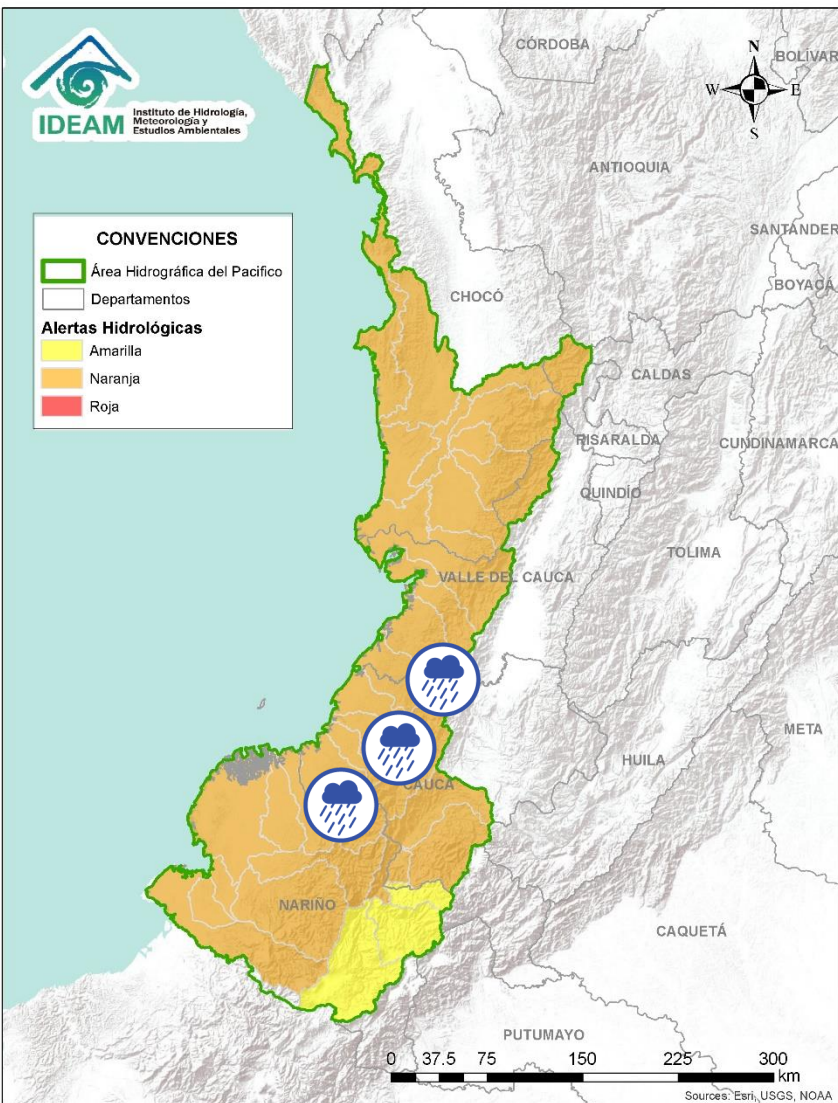 IDEAM
Instituto de Hidrología,
Meteorología y
Estudios Ambientales
CÓRDOBA
BOLÍVAR
N
W
E
S
ANTIOQUIA
SANTANDER
BOYACÁ
CONVENCIONES
Área Hidrográfica del Pacifico
Departamentos
Alertas Hidrológicas
Amarilla
Naranja
Roja
CHOCÓ
CALDAS
RISARALDA
CUNDINAMARCA
QUINDÍO
TOLIMA
VALLE DEL CAUCA
META
HUILA
CAUCA
NARIÑO
CAQUETÁ
PUTUMAYO
0 37.5 75 150 225 300
km
Sources: Esri, USGS, NOAA